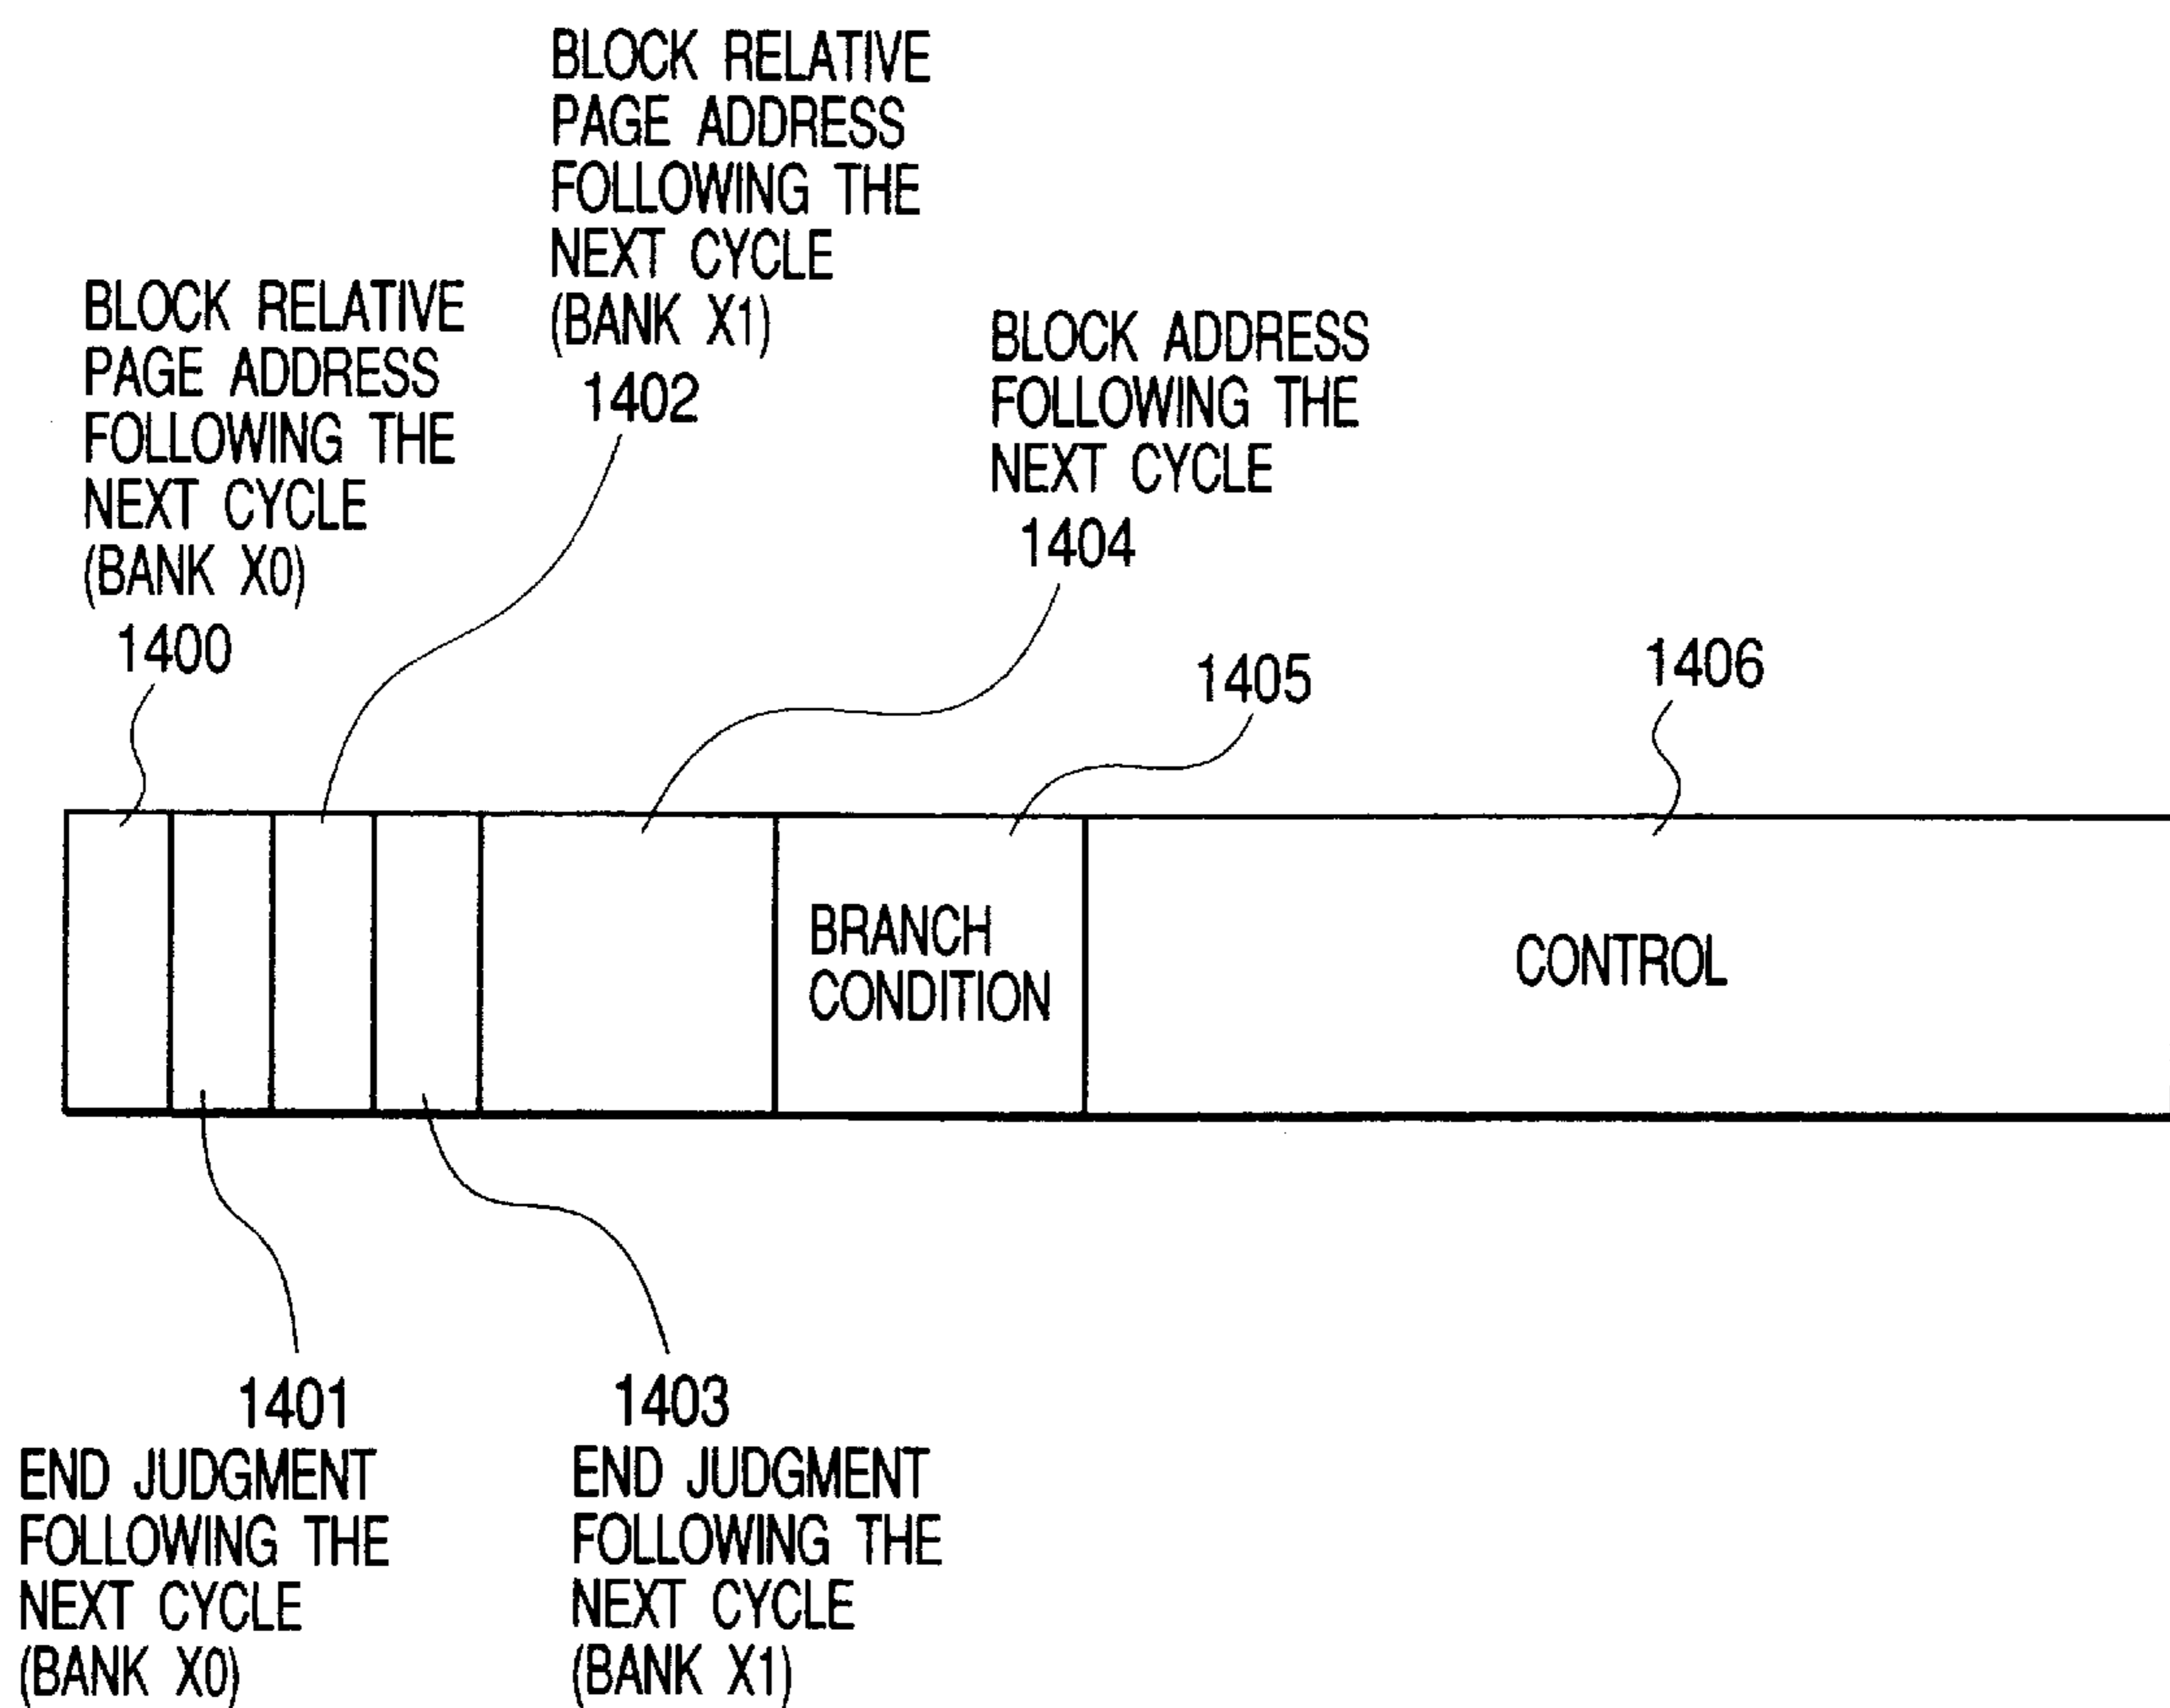 BLOCK RELATIVE
PAGE ADDRESS
FOLLOWING THE
NEXT CYCLE
(BANK X1)
1402
BLOCK RELATIVE
PAGE ADDRESS
FOLLOWING THE
NEXT CYCLE
(BANK X0)
1400
BLOCK ADDRESS
FOLLOWING THE
NEXT CYCLE
1404
1405
1406
BRANCH
CONDITION
CONTROL
1401
END JUDGMENT
FOLLOWING THE
NEXT CYCLE
(BANK X0)
1403
END JUDGMENT
FOLLOWING THE
NEXT CYCLE
(BANK X1)